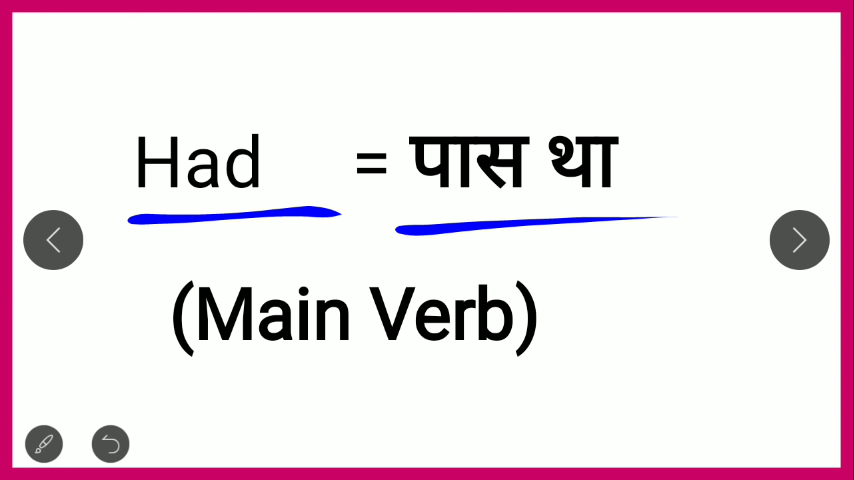 Had = पास था
(Main Verb)